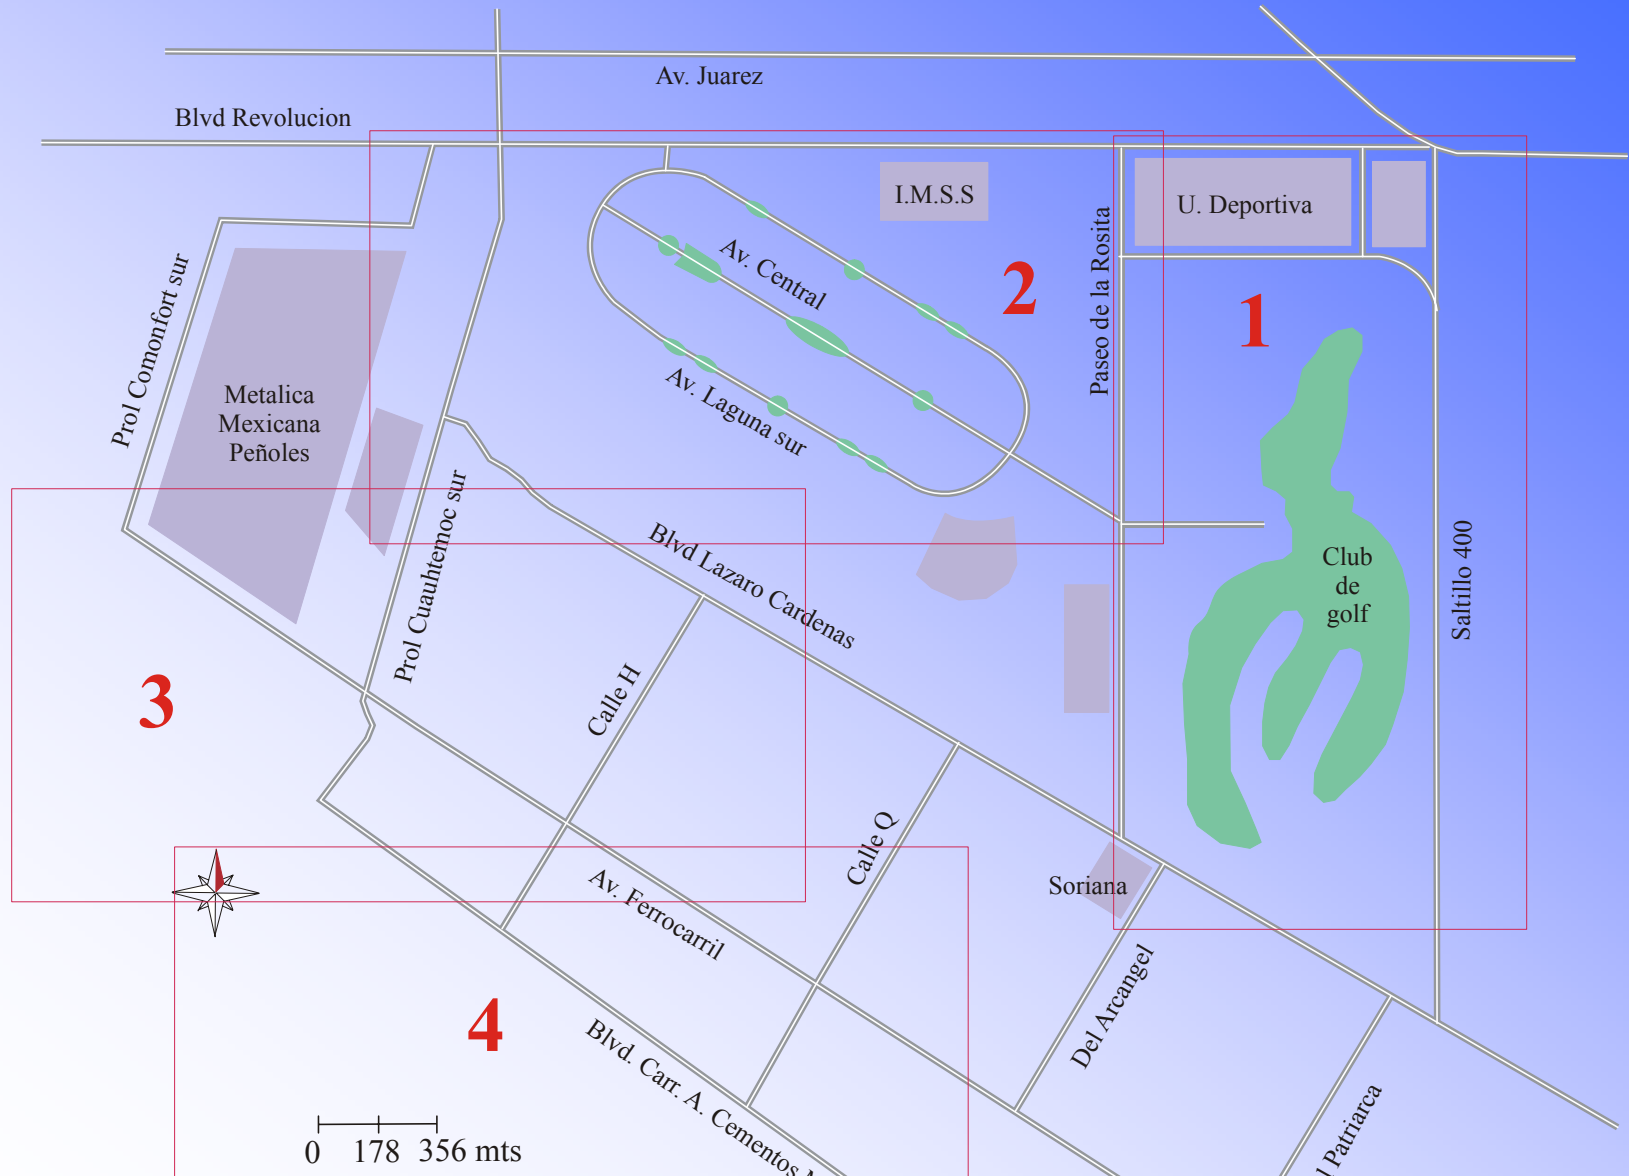 Av. Juarez
Blvd Revolucion
I.M.S.S
U. Deportiva
Prol Comonfort sur
Av. Central
Paseo de la Rosita
2
1
Metalica
Mexicana
Peñoles
Av. Laguna sur
Prol Cuauhtemoc sur
Blvd Lazaro Cardenas
Club
de
golf
Saltillo 400
3
Calle H
Calle Q
Soriana
Av. Ferrocarril
Del Arcangel
4
Blvd. Carr. A. Cementos
Patriarca
0 178 356 mts